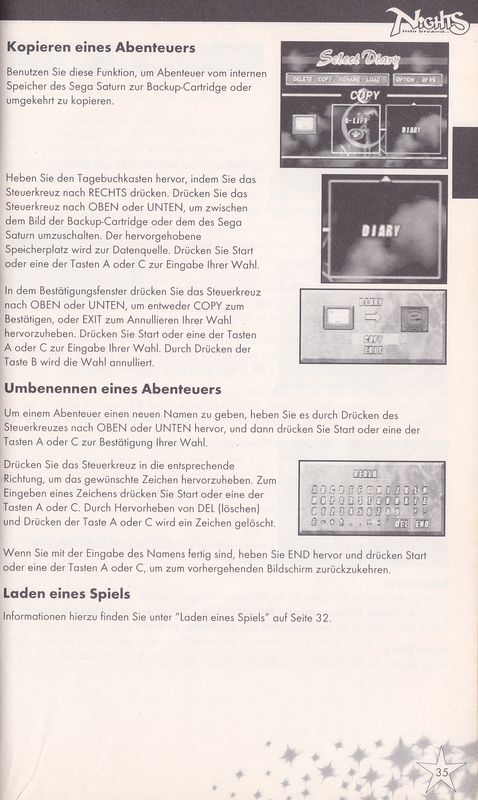 NiGHTS
into dreams...
Kopieren eines Abenteuers
Benutzen Sie diese Funktion, um Abenteuer vom internen
Speicher des Sega Saturn zur Backup-Cartridge oder
umgekehrt zu kopieren.
Select Diary
DELETE COPY RENAME LOAD OPTION
COPY
A-LIFE
DIARY
Heben Sie den Tagebuchkasten hervor, indem Sie das
Steuerkreuz nach RECHTS drücken. Drücken Sie das
Steuerkreuz nach OBEN oder UNTEN, um zwischen
dem Bild der Backup-Cartridge oder dem des Sega
Saturn umzuschalten. Der hervorgehobene
Speicherplatz wird zur Datenquelle. Drücken Sie Start
oder eine der Tasten A oder C zur Eingabe Ihrer Wahl.
DIARY
In dem Bestätigungsfenster drücken Sie das Steuerkreuz
nach OBEN oder UNTEN, um entweder COPY zum
Bestätigen, oder EXIT zum Annullieren Ihrer Wahl
hervorzuheben. Drücken Sie Start oder eine der Tasten
A oder C zur Eingabe Ihrer Wahl. Durch Drücken der
Taste B wird die Wahl annulliert.
DIARY
COPY
EXIT
Umbenennen eines Abenteuers
Um einem Abenteuer einen neuen Namen zu geben, heben Sie es durch Drücken des
Steuerkreuzes nach OBEN oder UNTEN hervor, und dann drücken Sie Start oder eine der
Tasten A oder C zur Bestätigung Ihrer Wahl.
Drücken Sie das Steuerkreuz in die entsprechende
Richtung, um das gewünschte Zeichen hervorzuheben. Zum
Eingeben eines Zeichens drücken Sie Start oder eine der
Tasten A oder C. Durch Hervorheben von DEL (löschen)
und Drücken der Taste A oder C wird ein Zeichen gelöscht.
DEL END
Wenn Sie mit der Eingabe des Namens fertig sind, heben Sie END hervor und drücken Start
oder eine der Tasten A oder C, um zum vorhergehenden Bildschirm zurückzukehren.
Laden eines Spiels
Informationen hierzu finden Sie unter "Laden eines Spiels" auf Seite 32.
35